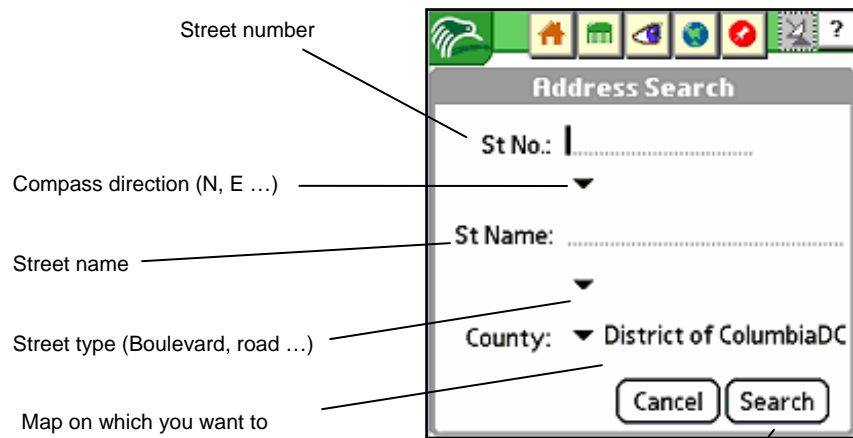 Street number
?
Address Search
St No.:
Compass direction (N, E …)
St Name:
Street name
Street type (Boulevard, road …)
County: District of ColumbiaDC
Cancel Search
Map on which you want to